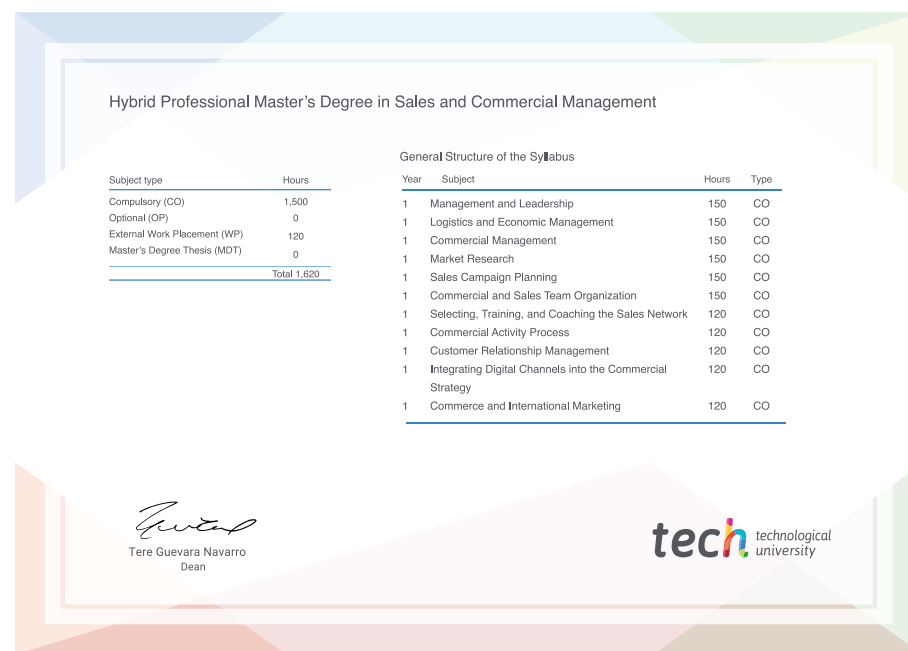 Hybrid Professional Master's Degree in Sales and Commercial Management
Subject type Hours
Compulsory (CO) 1,500
Optional (OP) 0
External Work Placement (WP) 120
Master's Degree Thesis (MDT) 0
Total 1,620
General Structure of the Syllabus
Year Subject Hours Type
1 Management and Leadership 150 CO
1 Logistics and Economic Management 150 CO
1 Commercial Management 150 CO
1 Market Research 150 CO
1 Sales Campaign Planning 150 CO
1 Commercial and Sales Team Organization 150 CO
1 Selecting, Training, and Coaching the Sales Network 120 CO
1 Commercial Activity Process 120 CO
1 Customer Relationship Management 120 CO
1 Integrating Digital Channels into the Commercial 120 CO
Strategy
1 Commerce and International Marketing 120 CO
Tere Guevara Navarro
Dean
tech technological
university